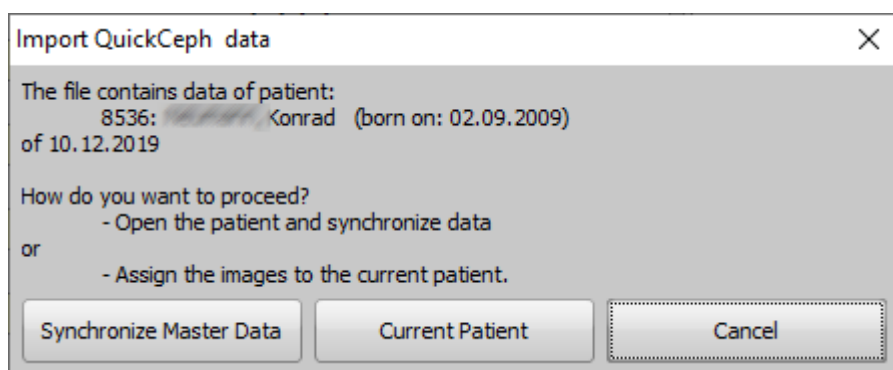 Import QuickCeph data
The file contains data of patient:
8536: Konrad (born on: 02.09.2009)
of 10.12.2019
How do you want to proceed?
- Open the patient and synchronize data
or
- Assign the images to the current patient.
Synchronize Master Data
Current Patient
Cancel